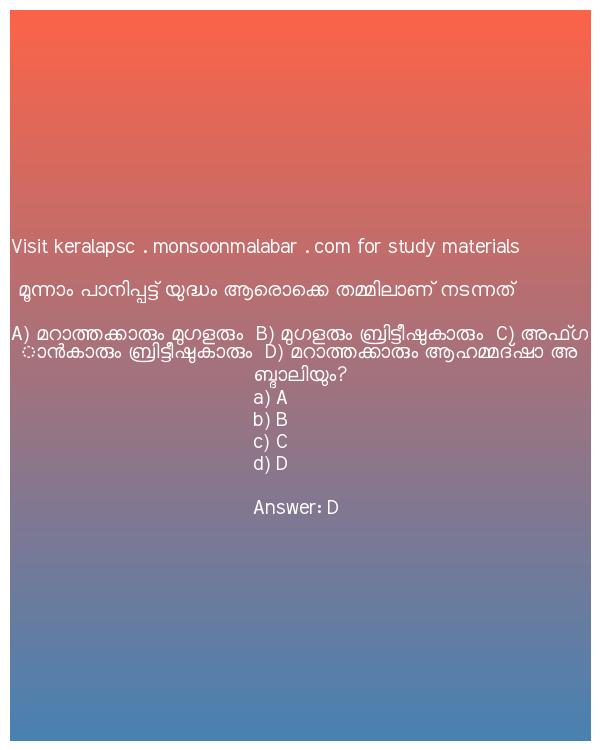 Visit keralapsc . monsoonmalabar . com for study materials
മൂന്നാം പാനിപ്പട്ട് യുദ്ധം ആരൊക്കെ തമ്മിലാണ് നടന്നത്
A) മറാത്തക്കാരും മുഗളരും B) മുഗളരും ബ്രിട്ടീഷുകാരും C) അഫ്ഗ
ാൻകാരും ബ്രിട്ടീഷുകാരും D) മറാത്തക്കാരും ആഹമ്മദ്ഷാ അ
ബ്ദാലിയും?
a) A
b) B
c) C
d) D
Answer: D